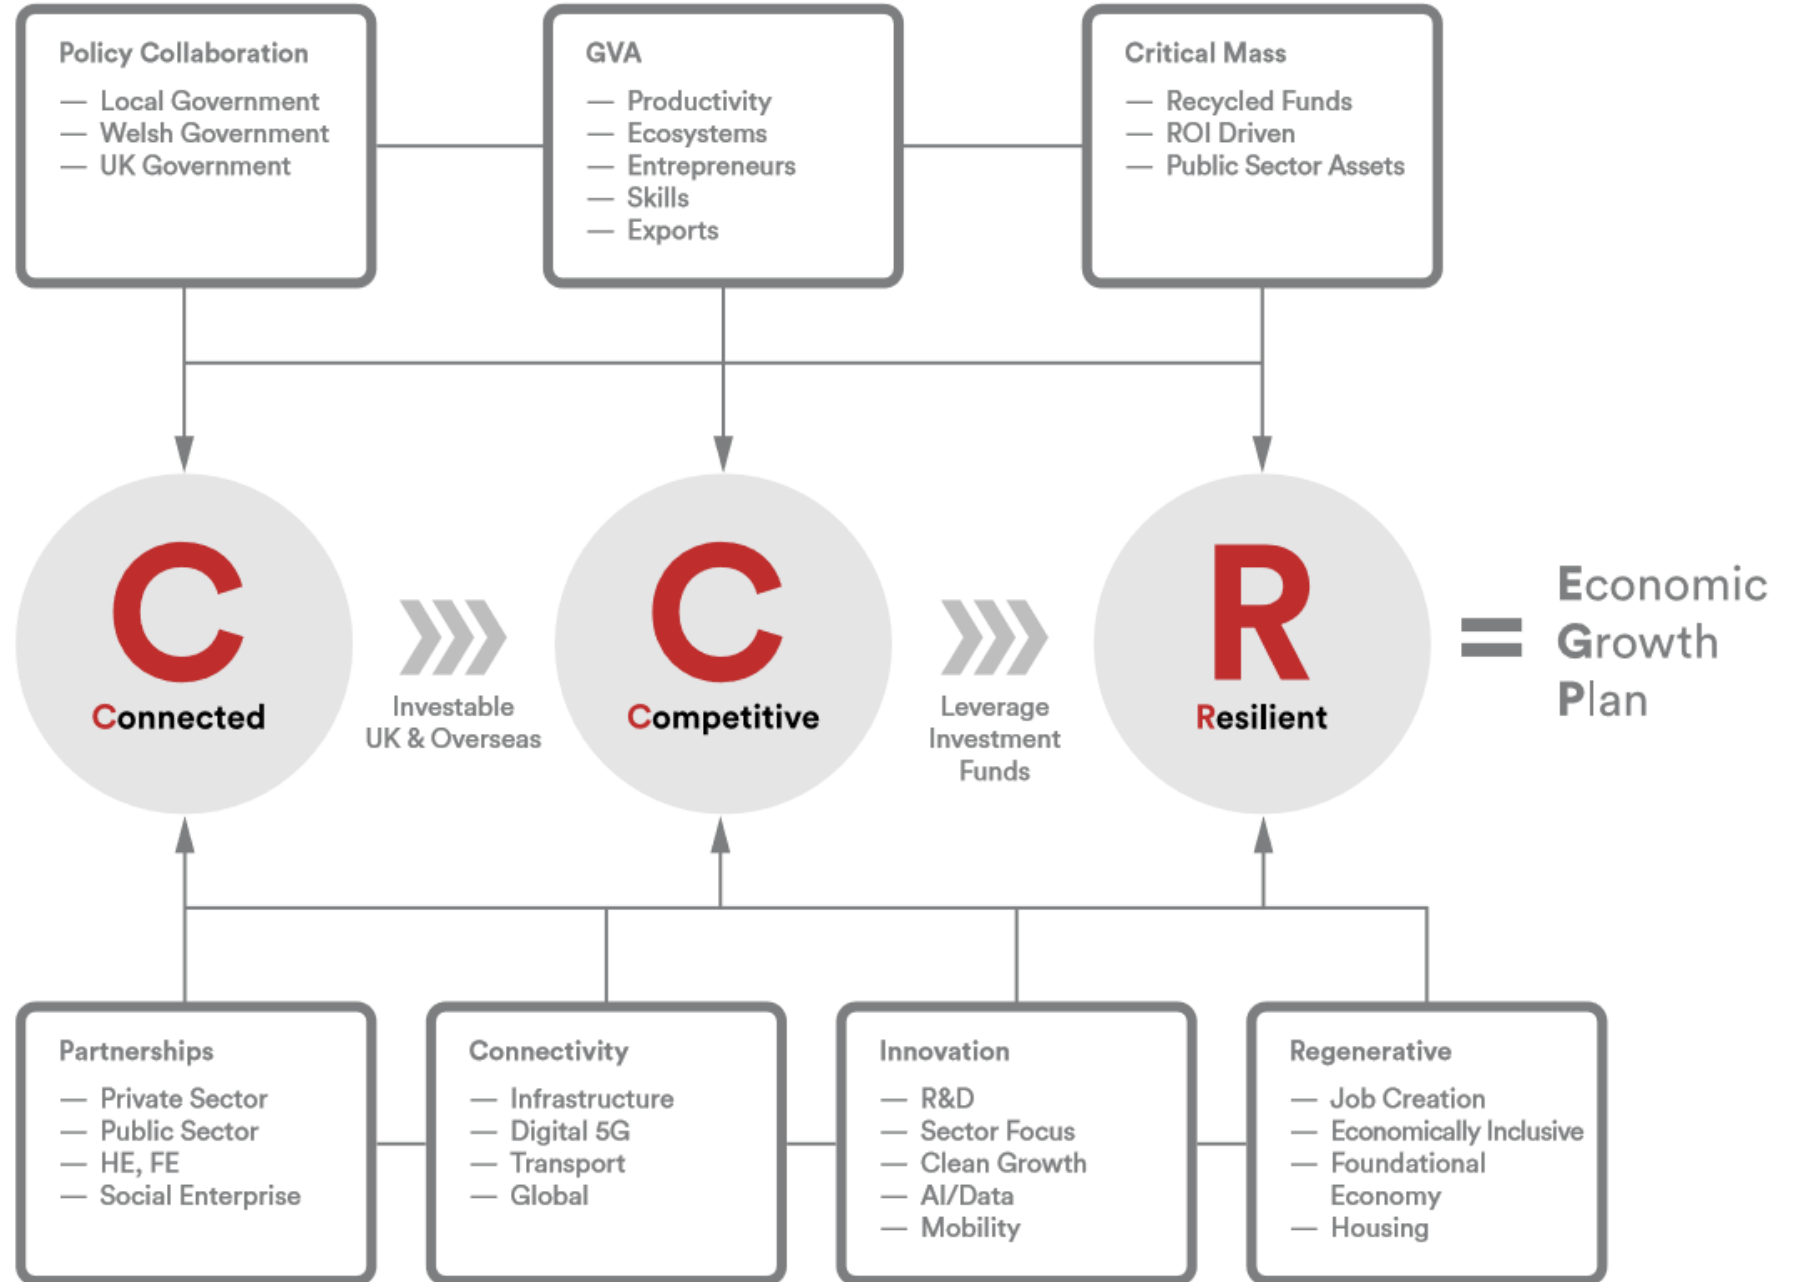 Policy Collaboration
— Local Government
— Welsh Government
— UK Government
GVA
— Productivity
— Ecosystems
— Entrepreneurs
— Skills
— Exports
Critical Mass
— Recycled Funds
— ROI Driven
— Public Sector Assets
C
Connected
Investable
UK & Overseas
C
Competitive
Leverage
Investment
Funds
R
Resilient
=
Economic
Growth
Plan
Partnerships
— Private Sector
— Public Sector
— HE, FE
— Social Enterprise
Connectivity
— Infrastructure
— Digital 5G
— Transport
— Global
Innovation
— R&D
— Sector Focus
— Clean Growth
— AI/Data
— Mobility
Regenerative
— Job Creation
— Economically Inclusive
— Foundational
Economy
— Housing